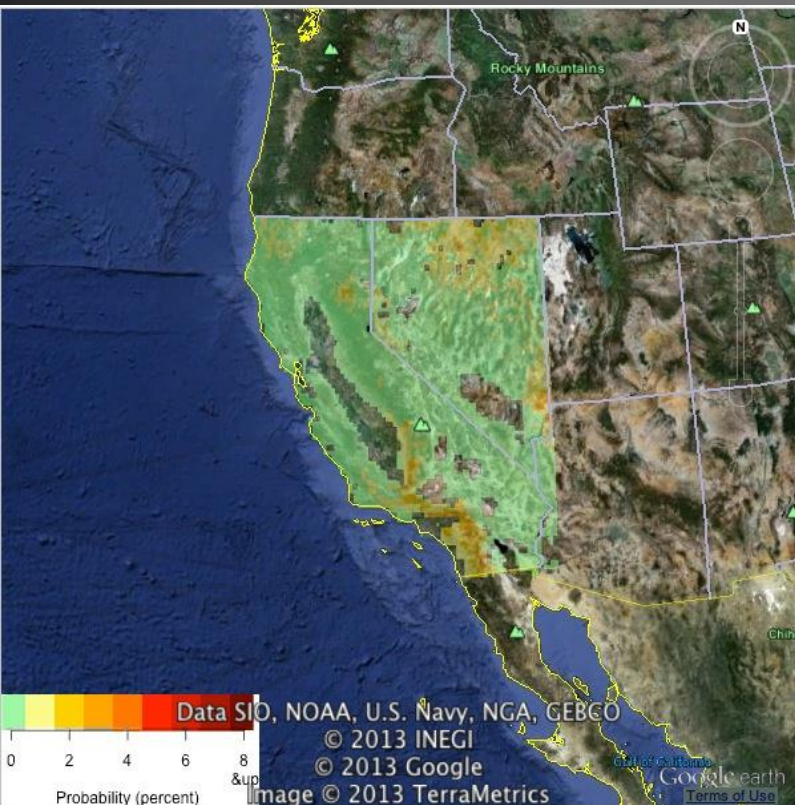 N
Rocky Mountains
Chih
Data SIO, NOAA, U.S. Navy, NGA, GEBCO
© 2013 INEGI
© 2013 Google
Image © 2013 TerraMetrics
0 2 4 6 8
&up
Probability (percent)
Gulf of California
Google earth
Terms of Use